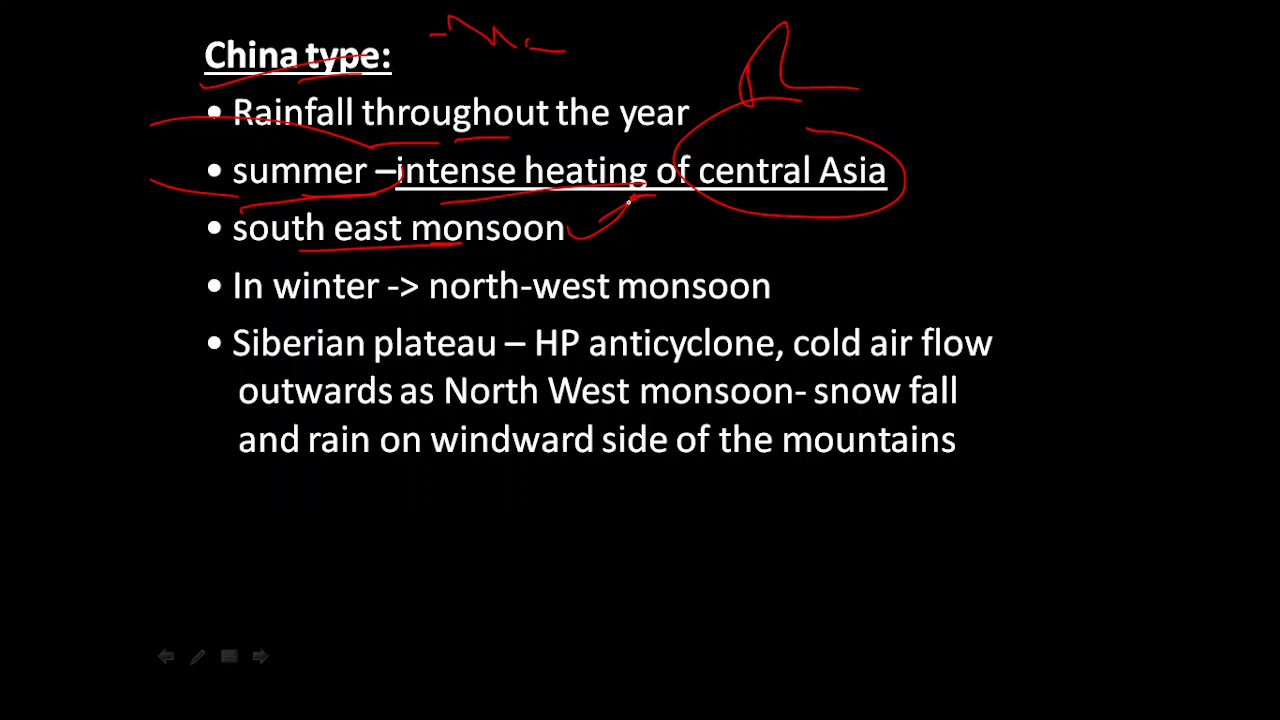 China type:
• Rainfall throughout the year
• summer –intense heating of central Asia
• south east monsoon
• In winter -> north-west monsoon
• Siberian plateau – HP anticyclone, cold air flow
outwards as North West monsoon- snow fall
and rain on windward side of the mountains